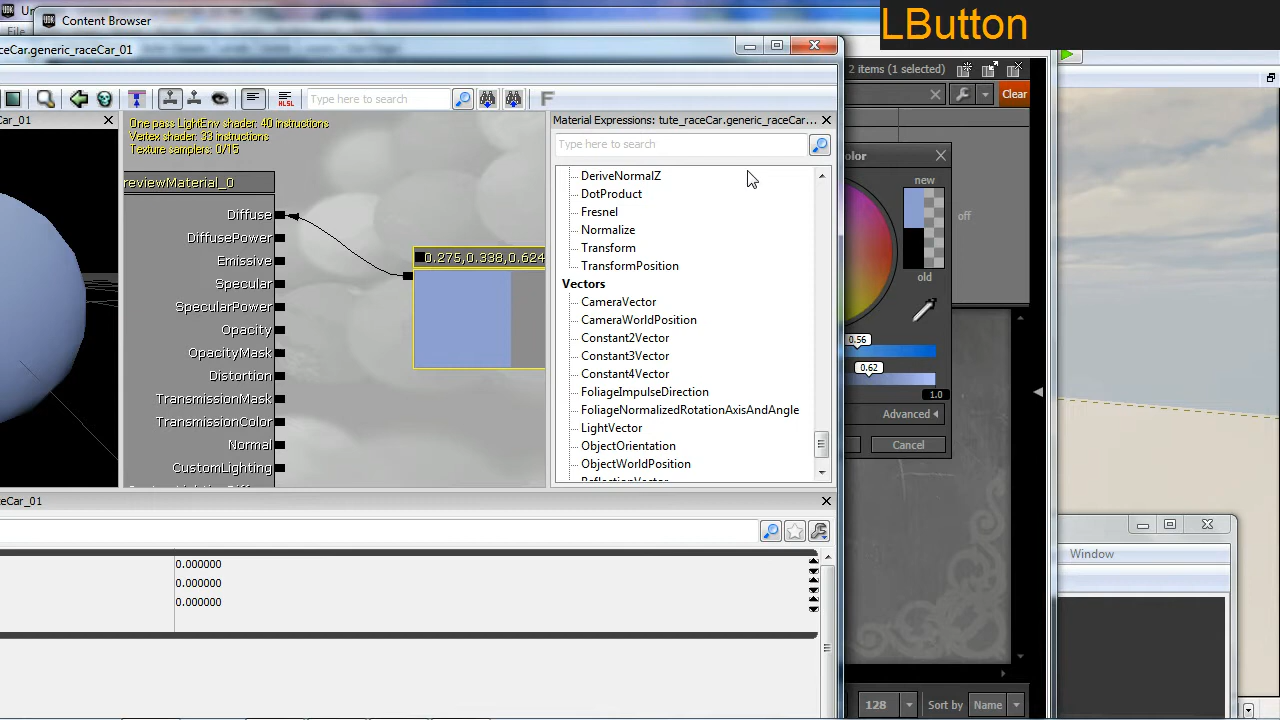 LButton
Content Browser
File
ceCar.generic_raceCar_01
2 items (1 selected)
HLSL
Type here to search
F
Clear
Car_01
Material Expressions: tute_raceCar.generic_raceCar...
One pass LightEnv shader: 40 instructions
Vertex shader: 33 instructions
Texture samplers: 0/15
Type here to search
olor
new
off
old
reviewMaterial_0
Diffuse
DiffusePower
Emissive
Specular
SpecularPower
Opacity
OpacityMask
Distortion
TransmissionMask
TransmissionColor
Normal
CustomLighting
0.275,0.338,0.624
DeriveNormalZ
DotProduct
Fresnel
Normalize
Transform
TransformPosition
Vectors
CameraVector
CameraWorldPosition
Constant2Vector
Constant3Vector
Constant4Vector
FoliageImpulseDirection
FoliageNormalizedRotationAxisAndAngle
LightVector
ObjectOrientation
ObjectWorldPosition
ReflectionVector
0.56
0.62
1.0
Advanced
Cancel
eCar_01
Window
0.000000
0.000000
0.000000
128
Sort by
Name